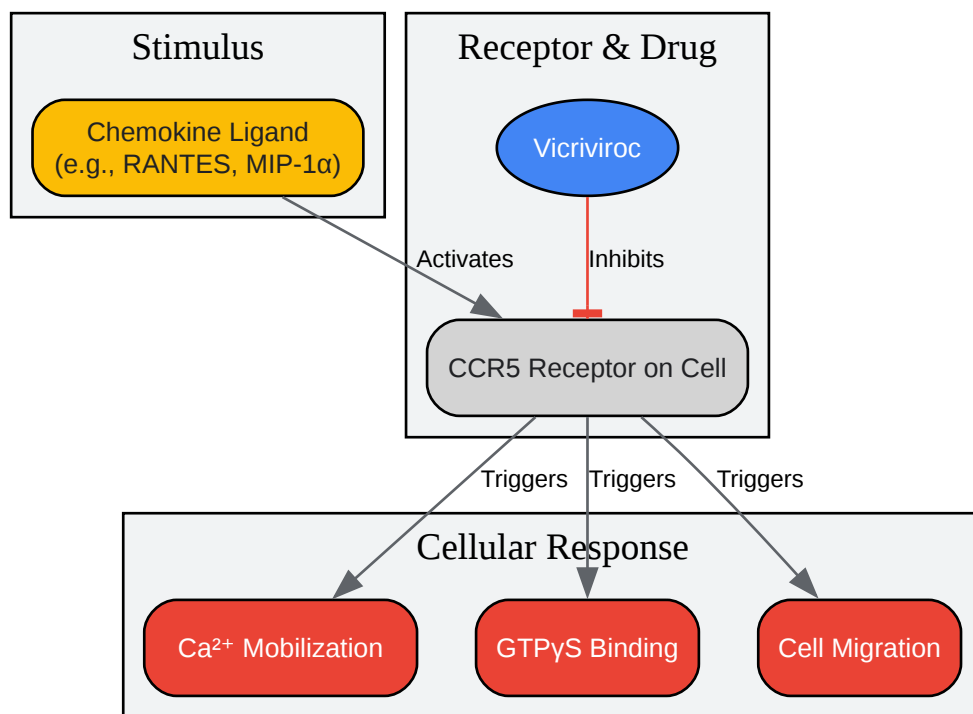 Stimulus
Receptor & Drug
Chemokine Ligand
(e.g., RANTES, MIP-1α)
Vicriviroc
Activates
Inhibits
CCR5 Receptor on Cell
Triggers
Triggers
Triggers
Cellular Response
Ca²⁺ Mobilization
GTPγS Binding
Cell Migration